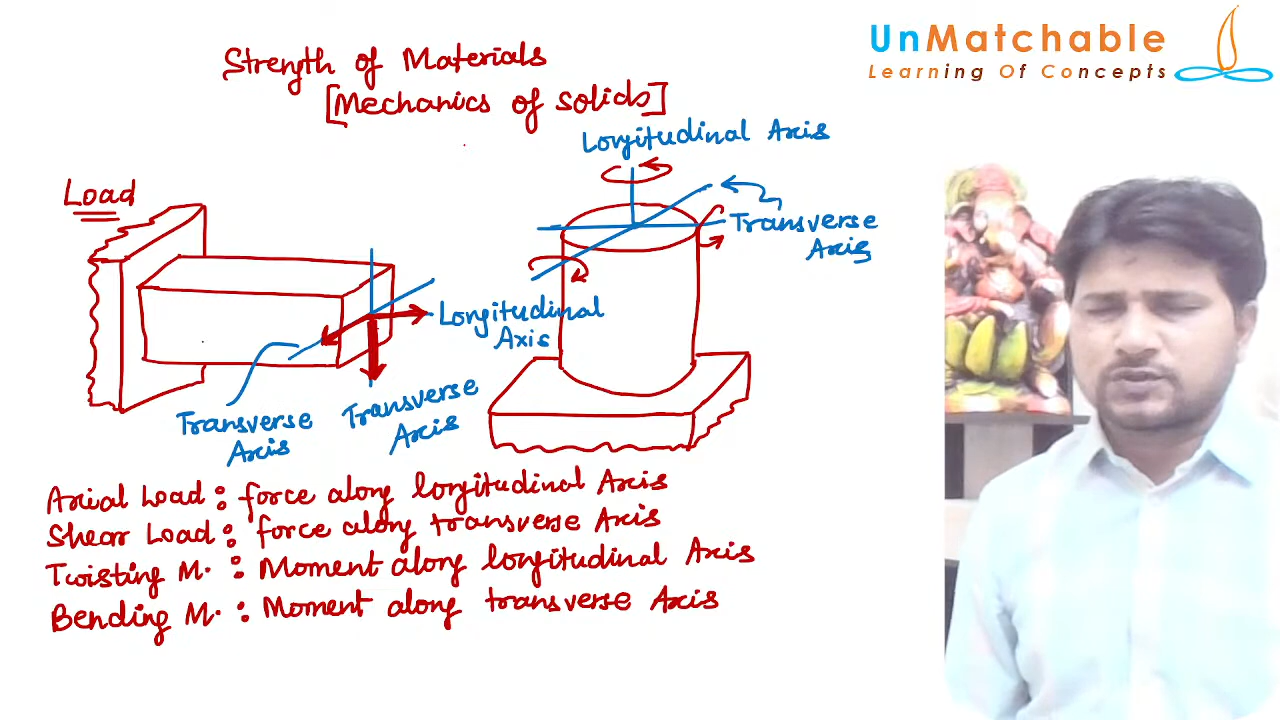 UnMatchable
Learning Of Concepts
Strength of Materials
[Mechanics of solids]
Longitudinal Axis
Load
Transverse
Axis
Longitudinal
Axis
Transverse
Axis
Transverse
Axis
Axial Load : force along longitudinal Axis
Shear Load : force along transverse Axis
Twisting M. : Moment along longitudinal Axis
Bending M. : Moment along transverse Axis